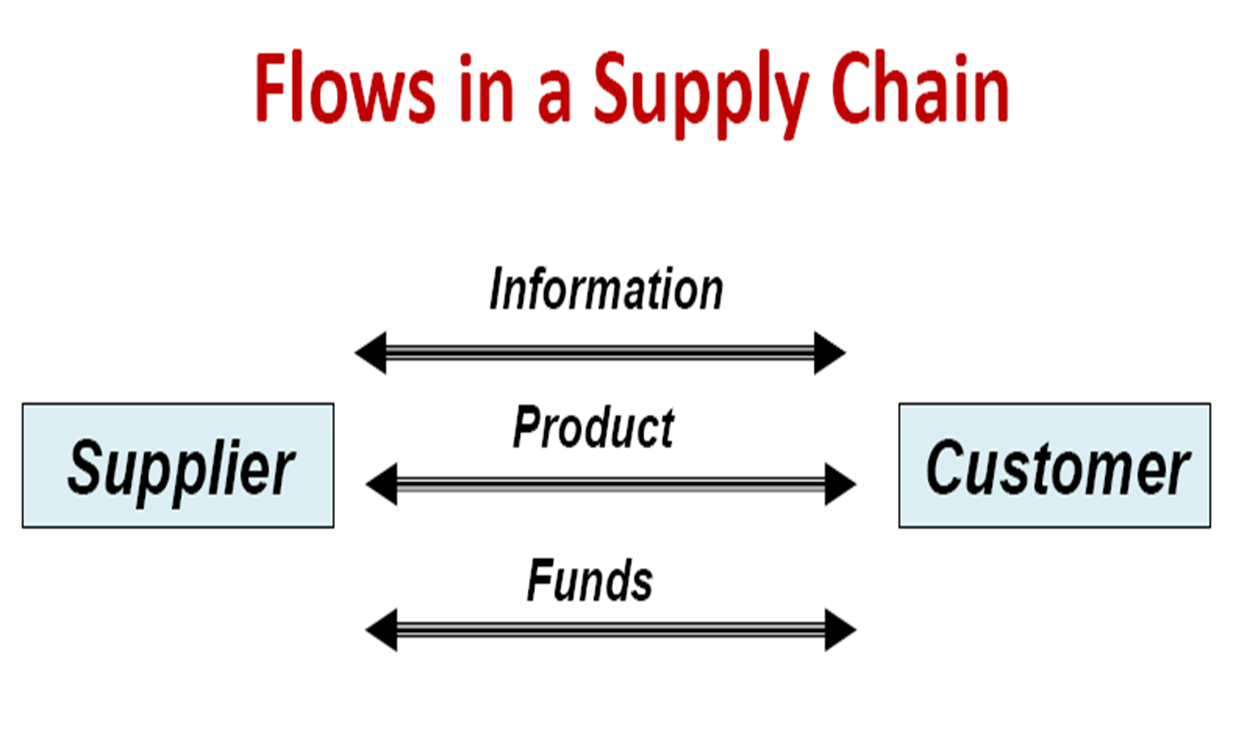 Flows in a Supply Chain
Information
Product
Supplier
Customer
Funds